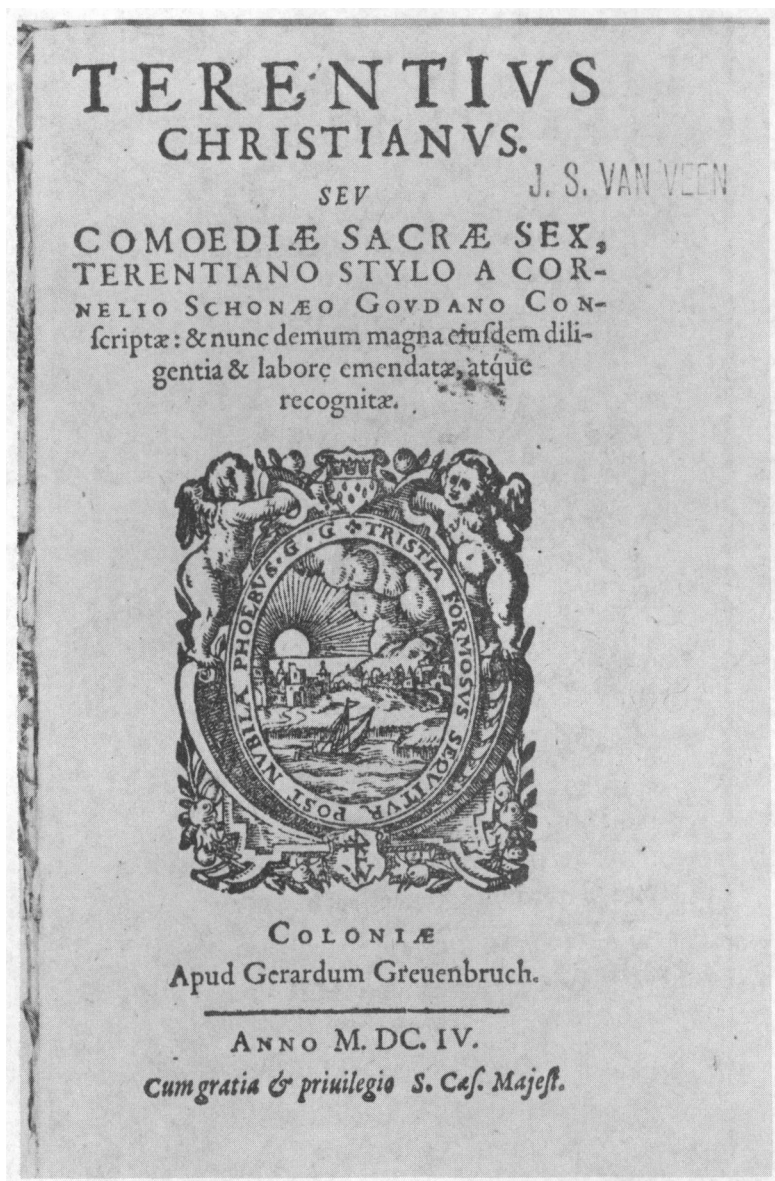 TERENTIVS
CHRISTIANVS.
SEV
J. S. VAN VEEN
COMOEDIÆ SACRÆ SEX,
TERENTIANO STYLO A COR-
NELIO SCHONÆO GOVDANO CON-
ſcriptæ: & nunc demum magna eiuſdem dili-
gentia & labore emendatæ, atque
recognitæ.
G · G ✤ TRISTIA FORMOSVS SEQVITVR POST NVBILA PHOEBVS ·
COLONIÆ
Apud Gerardum Greuenbruch.
ANNO M. DC. IV.
Cum gratia & priuilegio S. Cæſ. Majeſt.